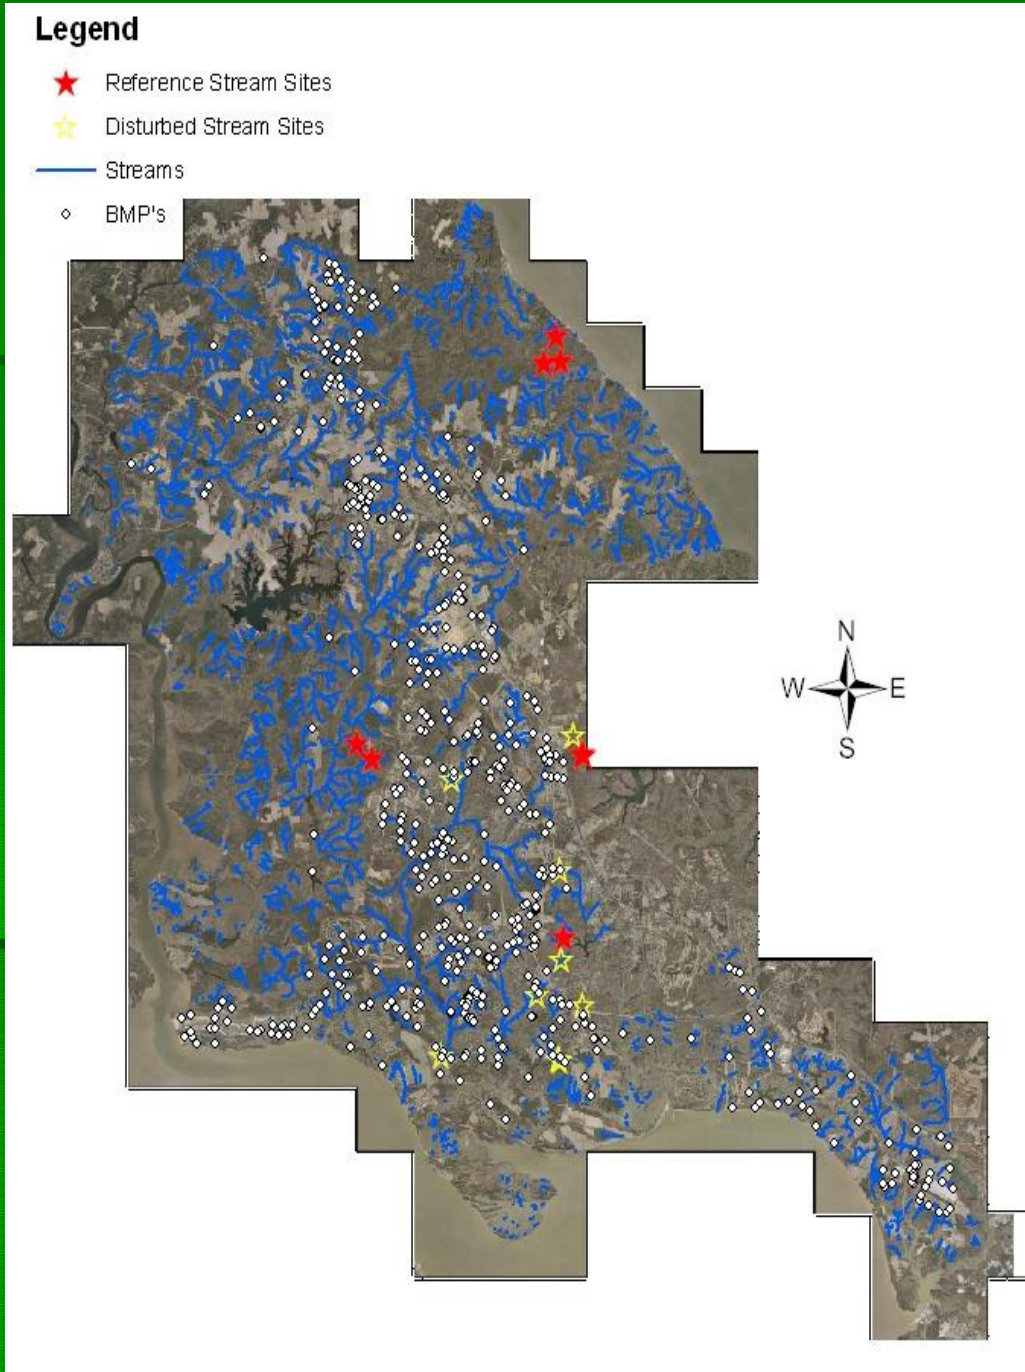 Legend
Reference Stream Sites
Disturbed Stream Sites
Streams
BMP's
N
W E
S